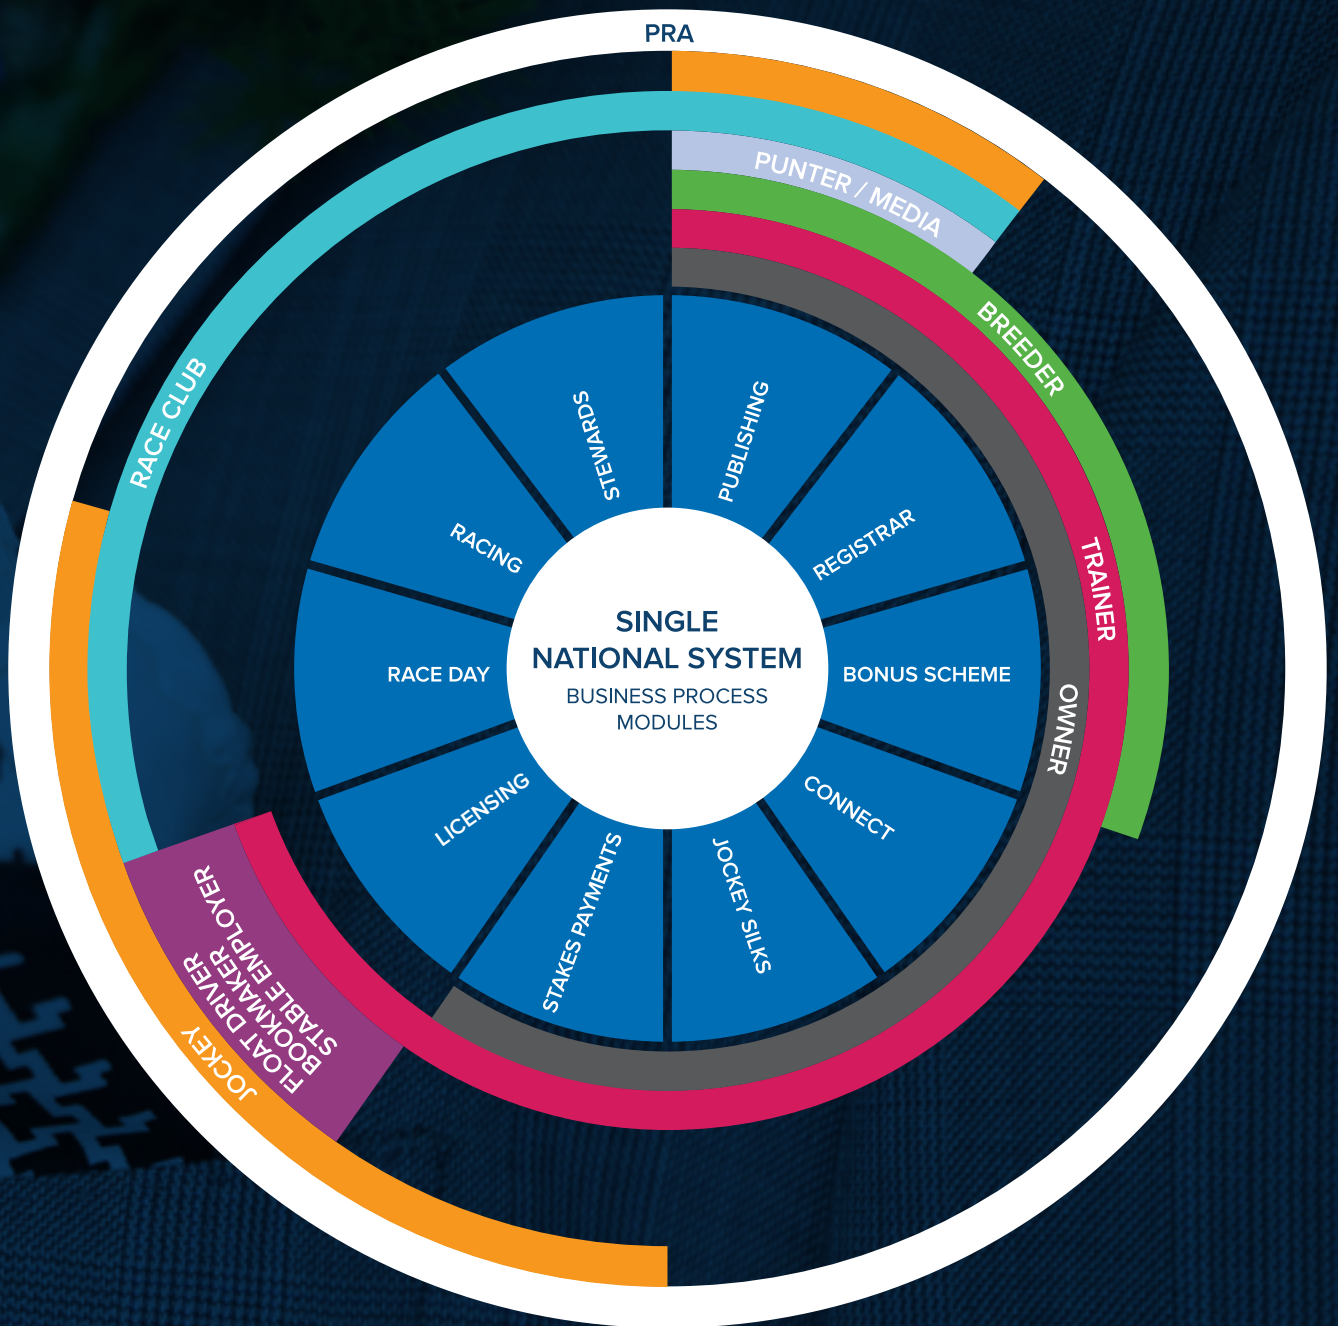 PRA
PUNTER / MEDIA
BREEDER
TRAINER
OWNER
RACE CLUB
STABLE EMPLOYER
BOOKMAKER
FLOAT DRIVER
JOCKEY
PUBLISHING
REGISTRAR
BONUS SCHEME
CONNECT
JOCKEY SILKS
STAKES PAYMENTS
LICENSING
RACE DAY
RACING
STEWARDS
SINGLE
NATIONAL SYSTEM
BUSINESS PROCESS
MODULES